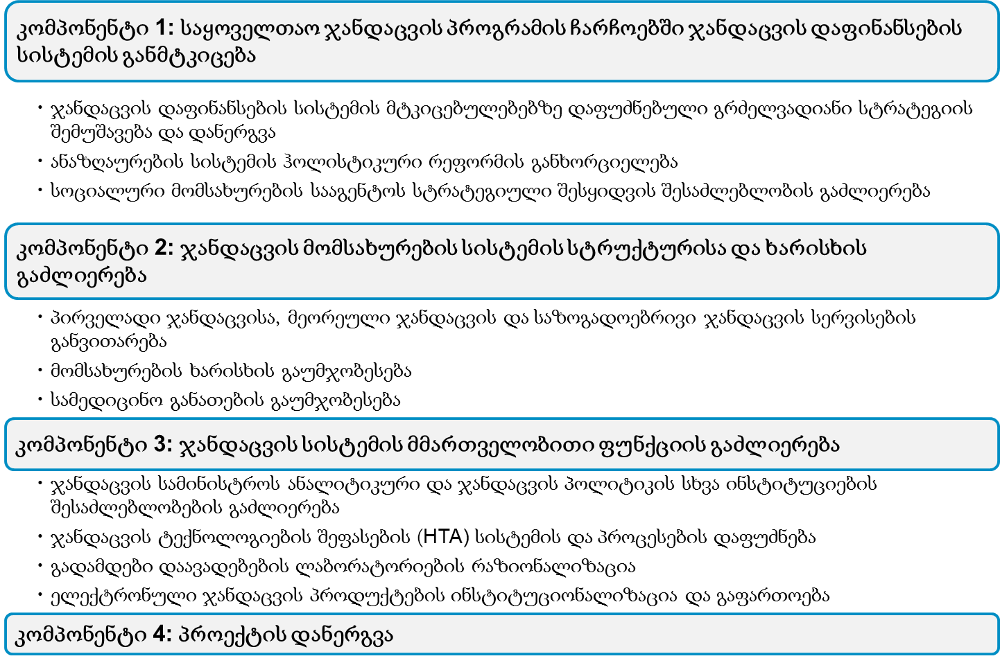 კომპონენტი 1: საყოველთაო ჯანდაცვის პროგრამის ჩარჩოებში ჯანდაცვის დაფინანსების
სისტემის განმტკიცება
• ჯანდაცვის დაფინანსების სისტემის მტკიცებულებებზე დაფუძნებული გრძელვადიანი სტრატეგიის
შემუშავება და დანერგვა
• ანაზღაურების სისტემის ჰოლისტიკური რეფორმის განხორციელება
• სოციალური მომსახურების სააგენტოს სტრატეგიული შესყიდვის შესაძლებლობის გაძლიერება
კომპონენტი 2: ჯანდაცვის მომსახურების სისტემის სტრუქტურისა და ხარისხის
გაძლიერება
• პირველადი ჯანდაცვისა, მეორეული ჯანდაცვის და საზოგადოებრივი ჯანდაცვის სერვისების
განვითარება
• მომსახურების ხარისხის გაუმჯობესება
• სამედიცინო განათების გაუმჯობესება
კომპონენტი 3: ჯანდაცვის სისტემის მმართველობითი ფუნქციის გაძლიერება
• ჯანდაცვის სამინისტროს ანალიტიკური და ჯანდაცვის პოლიტიკის სხვა ინსტიტუციების
შესაძლებლობების გაძლიერება
• ჯანდაცვის ტექნოლოგიების შეფასების (HTA) სისტემის და პროცესების დაფუძნება
• გადამდები დაავადებების ლაბორატორიების რაზიონალიზაცია
• ელექტრონული ჯანდაცვის პროდუქტების ინსტიტუციონალიზაცია და გაფართოება
კომპონენტი 4: პროექტის დანერგვა